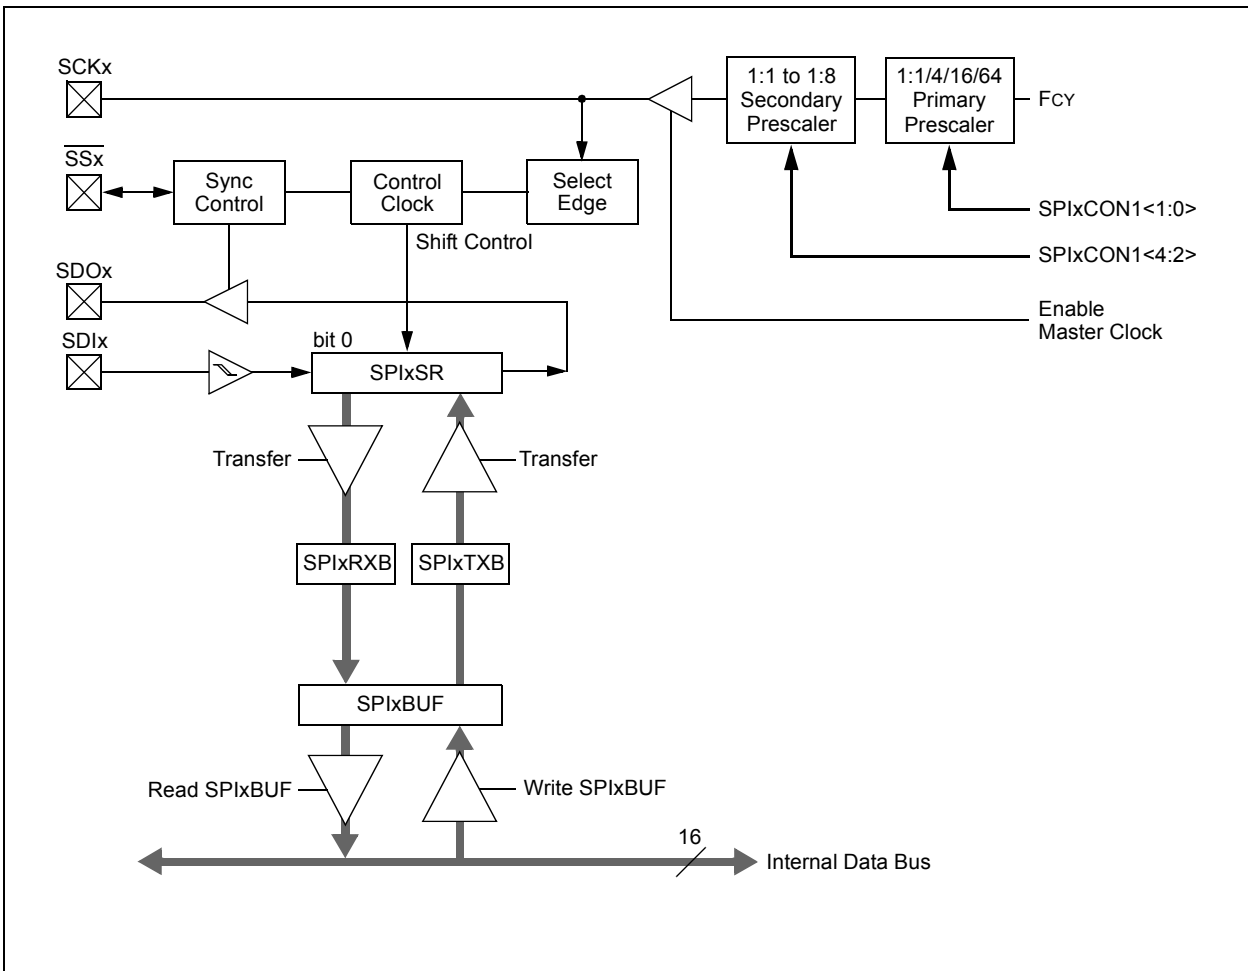 SCKx
1:1 to 1:8
Secondary
Prescaler
1:1/4/16/64
Primary
Prescaler
FCY
SSx
Sync
Control
Control
Clock
Select
Edge
SPIxCON1<1:0>
Shift Control
SPIxCON1<4:2>
SDOx
Enable
Master Clock
SDIx
bit 0
SPIxSR
Transfer
Transfer
SPIxRXB
SPIxTXB
SPIxBUF
Read SPIxBUF
Write SPIxBUF
16
Internal Data Bus